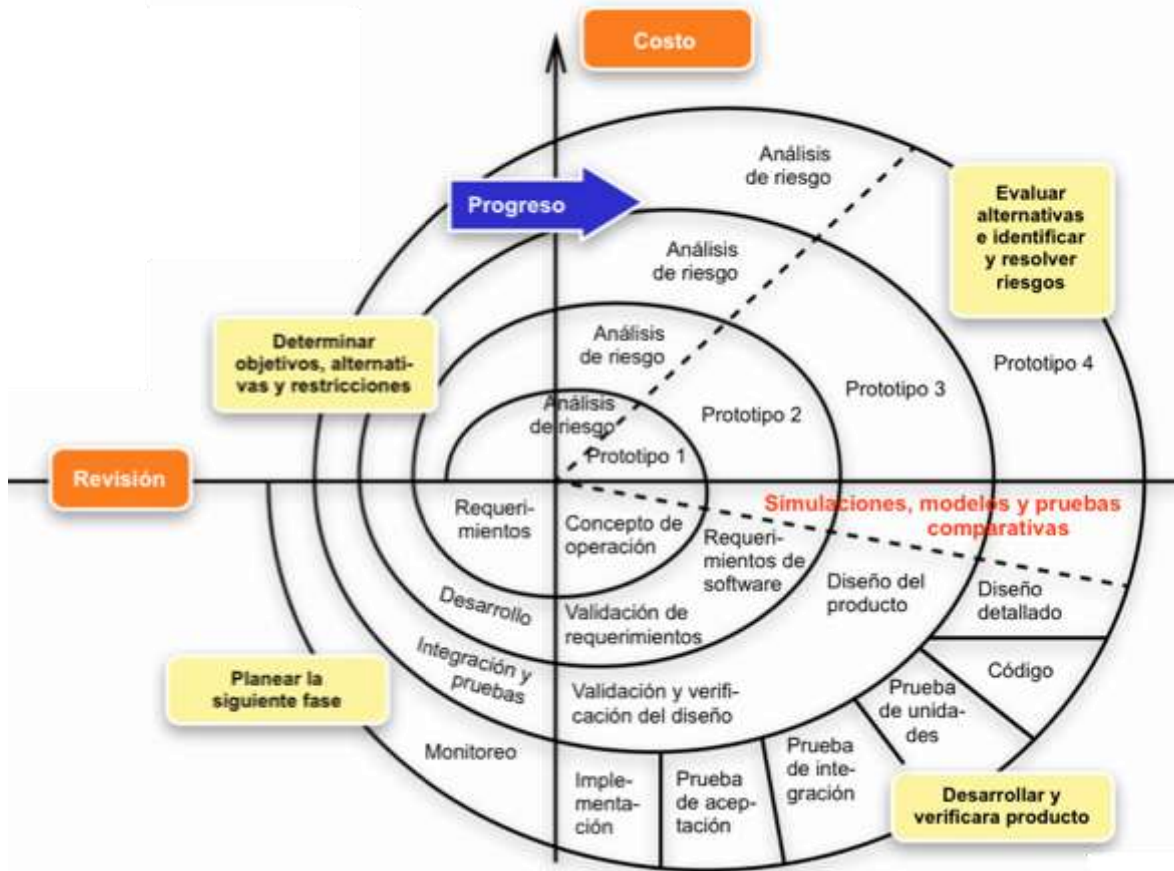 Costo
Progreso
Análisis
de riesgo
Evaluar
alternativas
e identificar
y resolver
riesgos
Análisis
de riesgo
Determinar
objetivos, alternati-
vas y restricciones
Análisis
de riesgo
Prototipo 4
Prototipo 3
Análisis
de riesgo
Prototipo 2
Prototipo 1
Revisión
Simulaciones, modelos y pruebas
comparativas
Requeri-
mientos
Concepto de
operación
Requeri-
mientos de
software
Diseño del
producto
Diseño
detallado
Desarrollo
Validación de
requerimientos
Código
Integración y
pruebas
Planear la
siguiente fase
Validación y verifi-
cación del diseño
Prueba
de unida-
des
Monitoreo
Imple-
menta-
ción
Prueba
de acep-
tación
Prueba
de inte-
gración
Desarrollar y
verificara producto